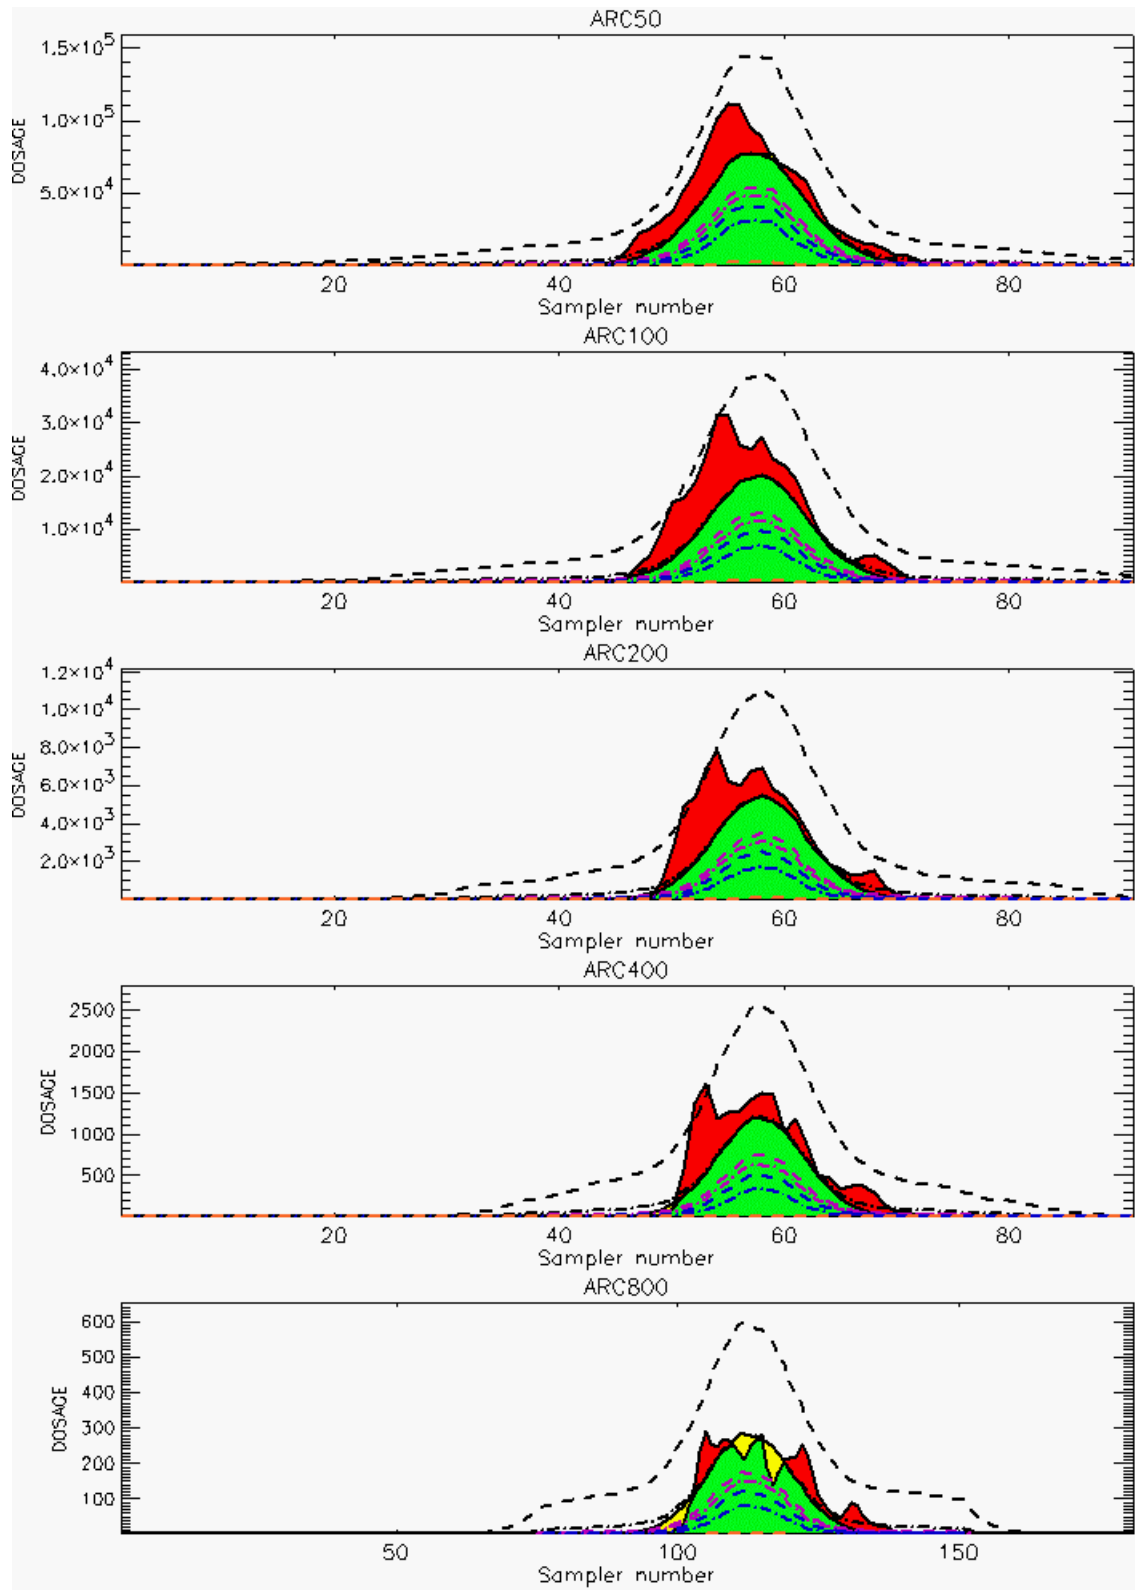 ARC50
1.5×10^5
1.0×10^5
5.0×10^4
DOSAGE
20 40 60 80
Sampler number
ARC100
4.0×10^4
3.0×10^4
2.0×10^4
1.0×10^4
DOSAGE
20 40 60 80
Sampler number
ARC200
1.2×10^4
1.0×10^4
8.0×10^3
6.0×10^3
4.0×10^3
2.0×10^3
DOSAGE
20 40 60 80
Sampler number
ARC400
2500
2000
1500
1000
500
DOSAGE
20 40 60 80
Sampler number
ARC800
600
500
400
300
200
100
DOSAGE
50 100 150
Sampler number